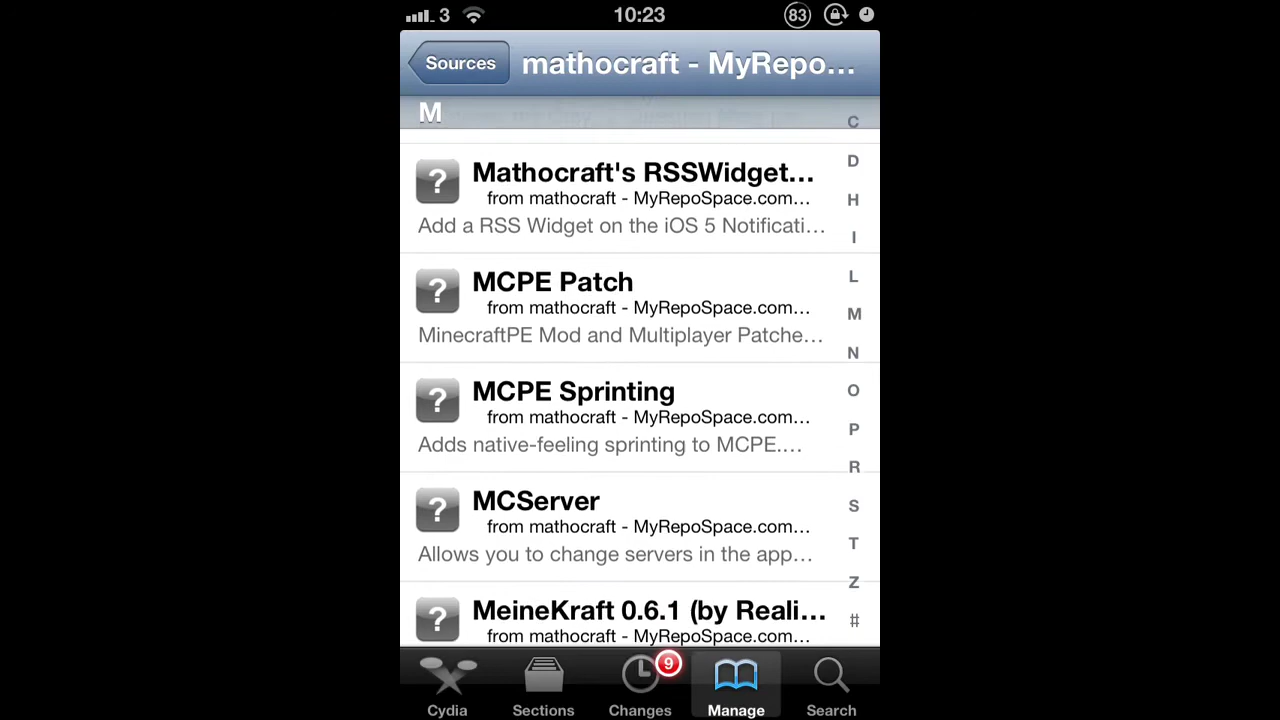 3 10:23 83
Sources mathocraft - MyRepo...
M
C
D
H
I
L
M
N
O
P
R
S
T
Z
#
? Mathocraft's RSSWidget...
from mathocraft - MyRepoSpace.com...
Add a RSS Widget on the iOS 5 Notificati...
? MCPE Patch
from mathocraft - MyRepoSpace.com...
MinecraftPE Mod and Multiplayer Patche...
? MCPE Sprinting
from mathocraft - MyRepoSpace.com...
Adds native-feeling sprinting to MCPE....
? MCServer
from mathocraft - MyRepoSpace.com...
Allows you to change servers in the app...
? MeineKraft 0.6.1 (by Reali...
from mathocraft - MyRepoSpace.com...
9
Cydia Sections Changes Manage Search